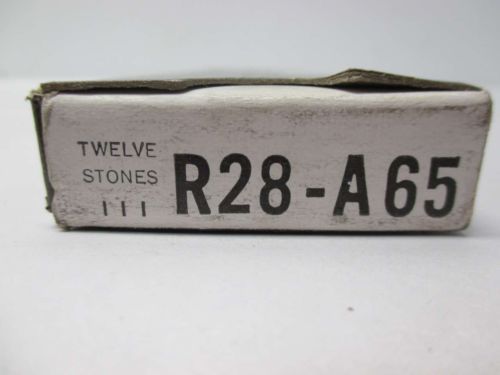 TWELVE
STONES
111
R28-A65